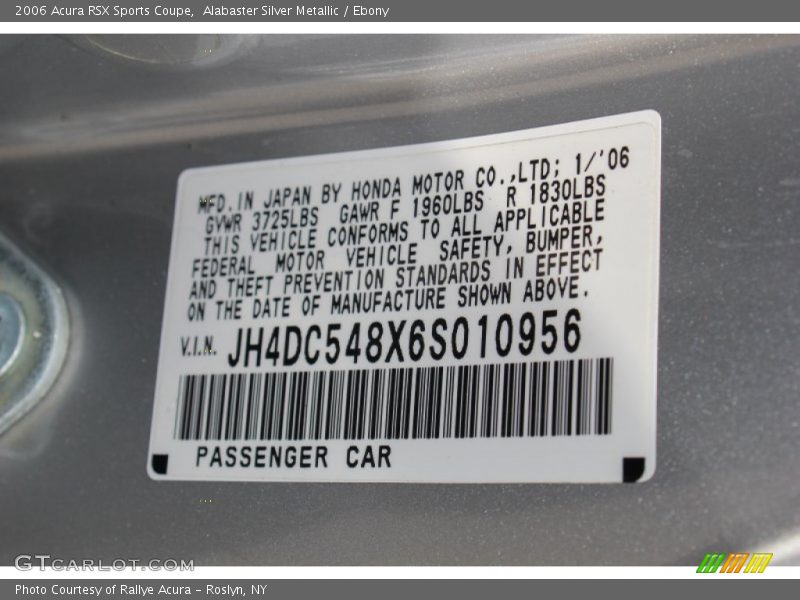 2006 Acura RSX Sports Coupe,  Alabaster Silver Metallic / Ebony
MFD. IN JAPAN BY HONDA MOTOR CO.,LTD; 1/'06
GVWR 3725LBS  GAWR F 1960LBS  R 1830LBS
THIS VEHICLE CONFORMS TO ALL APPLICABLE
FEDERAL MOTOR VEHICLE SAFETY, BUMPER,
AND THEFT PREVENTION STANDARDS IN EFFECT
ON THE DATE OF MANUFACTURE SHOWN ABOVE.
V.I.N. JH4DC548X6S010956
PASSENGER CAR
GTCARLOT.COM
Photo Courtesy of Rallye Acura - Roslyn, NY